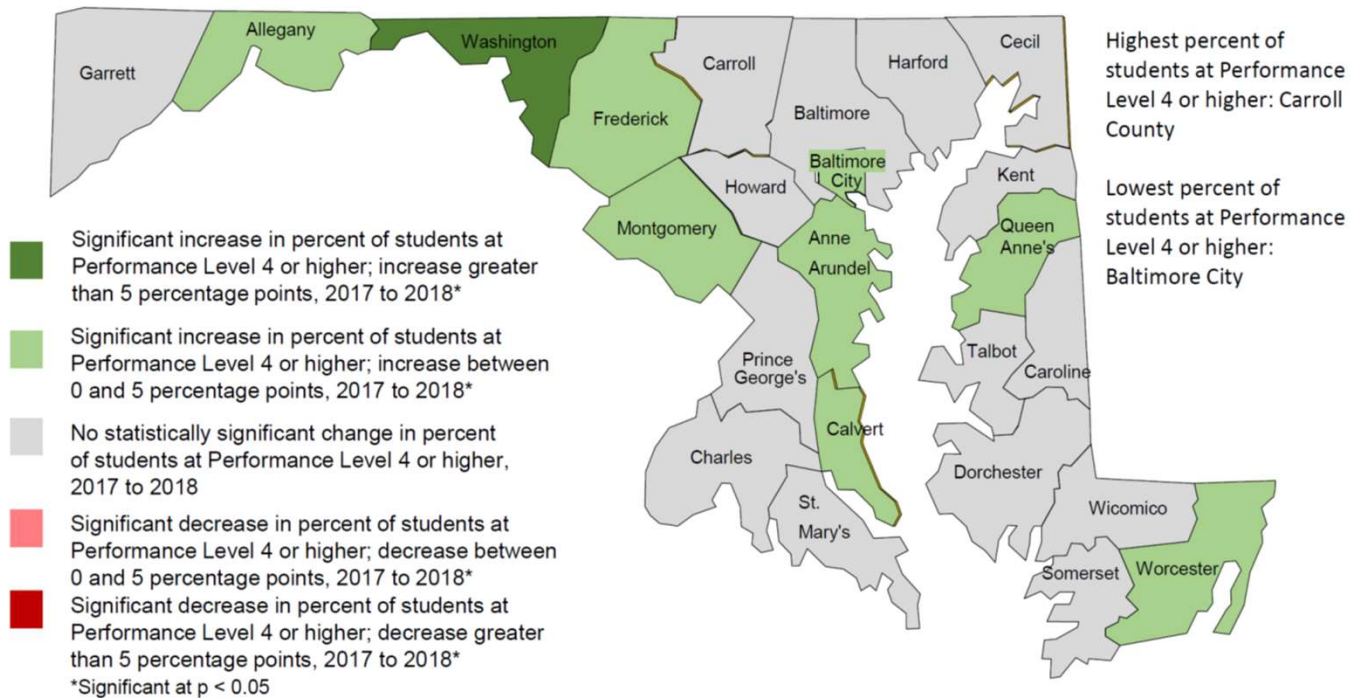 Allegany
Washington
Garrett
Frederick
Carroll
Baltimore
Harford
Cecil
Baltimore
City
Howard
Kent
Montgomery
Anne
Arundel
Queen
Anne's
Prince
George's
Talbot
Caroline
Calvert
Charles
St.
Mary's
Dorchester
Wicomico
Somerset
Worcester
Highest percent of
students at Performance
Level 4 or higher: Carroll
County
Lowest percent of
students at Performance
Level 4 or higher:
Baltimore City
Significant increase in percent of students at
Performance Level 4 or higher; increase greater
than 5 percentage points, 2017 to 2018*
Significant increase in percent of students at
Performance Level 4 or higher; increase between
0 and 5 percentage points, 2017 to 2018*
No statistically significant change in percent
of students at Performance Level 4 or higher,
2017 to 2018
Significant decrease in percent of students at
Performance Level 4 or higher; decrease between
0 and 5 percentage points, 2017 to 2018*
Significant decrease in percent of students at
Performance Level 4 or higher; decrease greater
than 5 percentage points, 2017 to 2018*
*Significant at p < 0.05